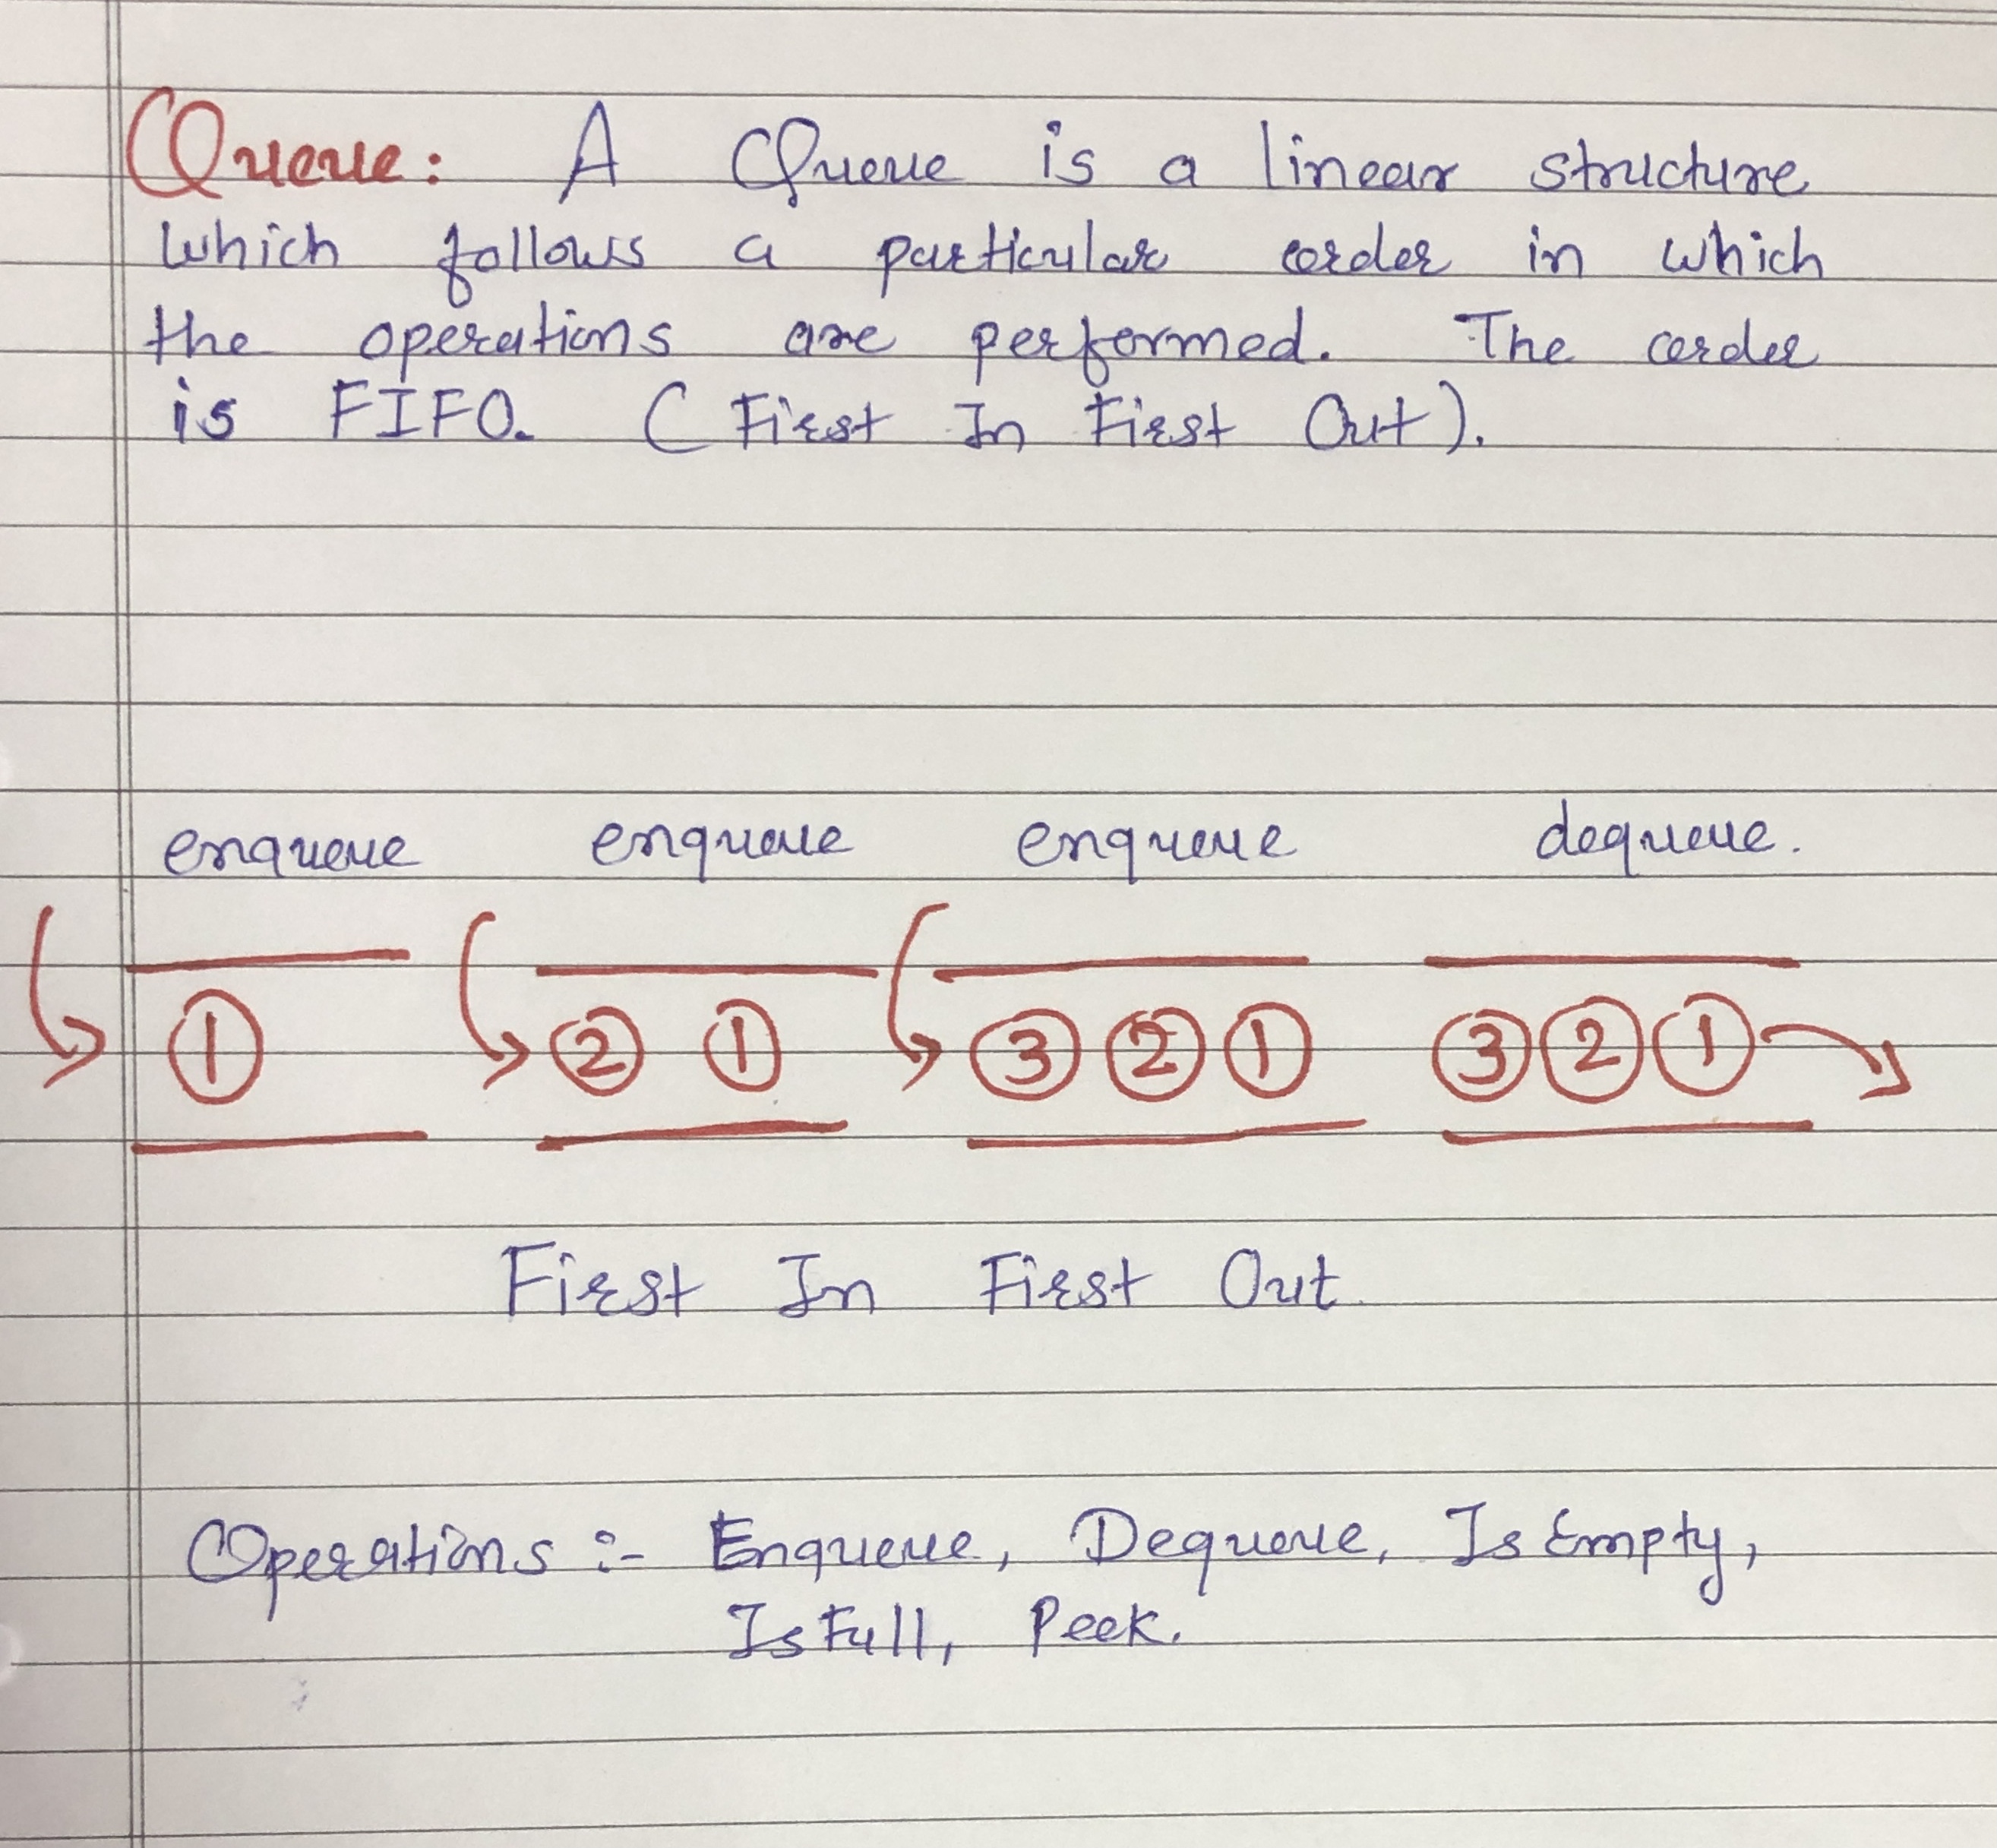 Queue: A Queue is a linear structure
which follows a particular order in which
the operations are performed. The order
is FIFO. (First In First Out).
enqueue enqueue enqueue dequeue.
1 2 1 3 2 1 3 2 1
First In First Out
Operations :- Enqueue, Dequeue, IsEmpty,
IsFull, Peek.